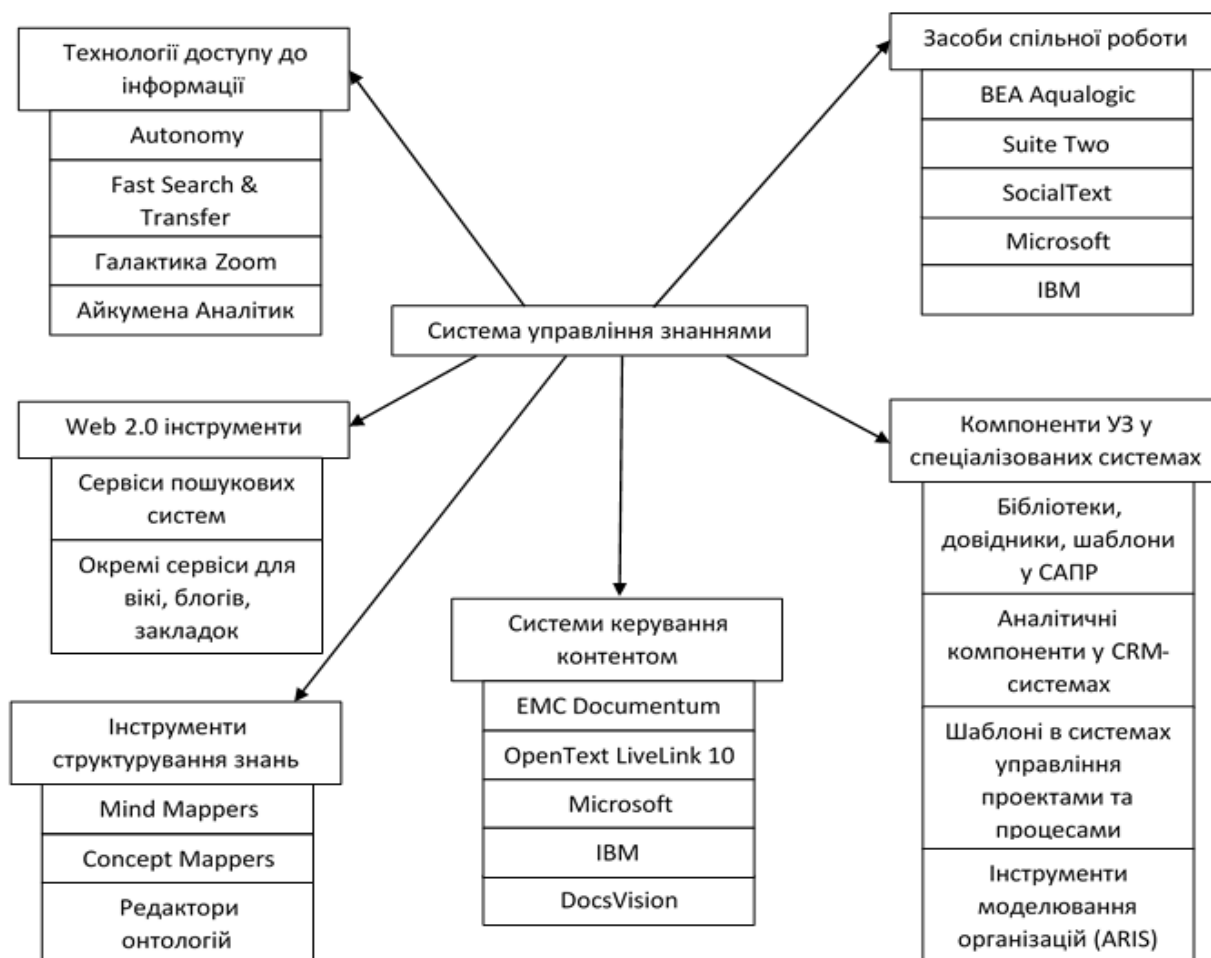 Технології доступу до
інформації
Autonomy
Fast Search &
Transfer
Галактика Zoom
Айкумена Аналітик
Засоби спільної роботи
BEA Aqualogic
Suite Two
SocialText
Microsoft
IBM
Система управління знаннями
Web 2.0 інструменти
Сервіси пошукових
систем
Окремі сервіси для
вікі, блогів,
закладок
Інструменти
структурування знань
Mind Mappers
Concept Mappers
Редактори
онтологій
Системи керування
контентом
EMC Documentum
OpenText LiveLink 10
Microsoft
IBM
DocsVision
Компоненти УЗ у
спеціалізованих системах
Бібліотеки,
довідники, шаблони
у САПР
Аналітичні
компоненти у CRM-
системах
Шаблоні в системах
управління
проектами та
процесами
Інструменти
моделювання
організацій (ARIS)